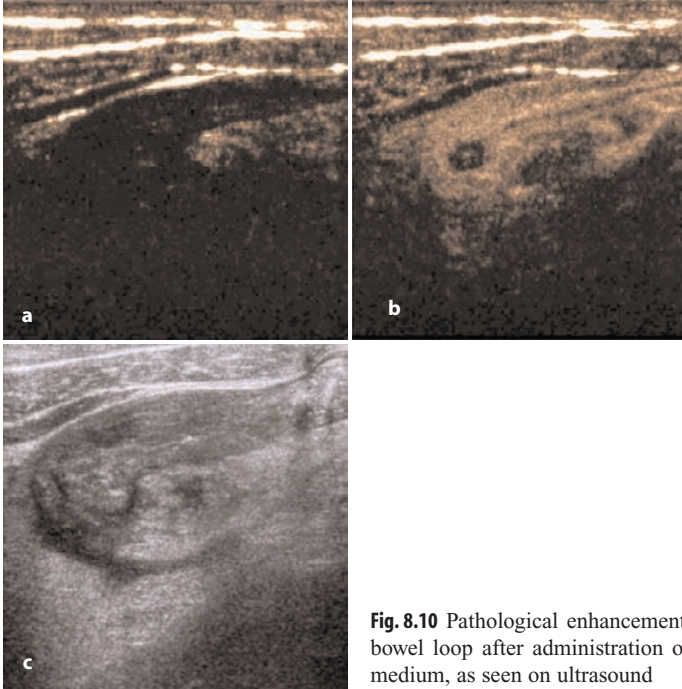 a
b
c
Fig. 8.10 Pathological enhancement
bowel loop after administration o
medium, as seen on ultrasound